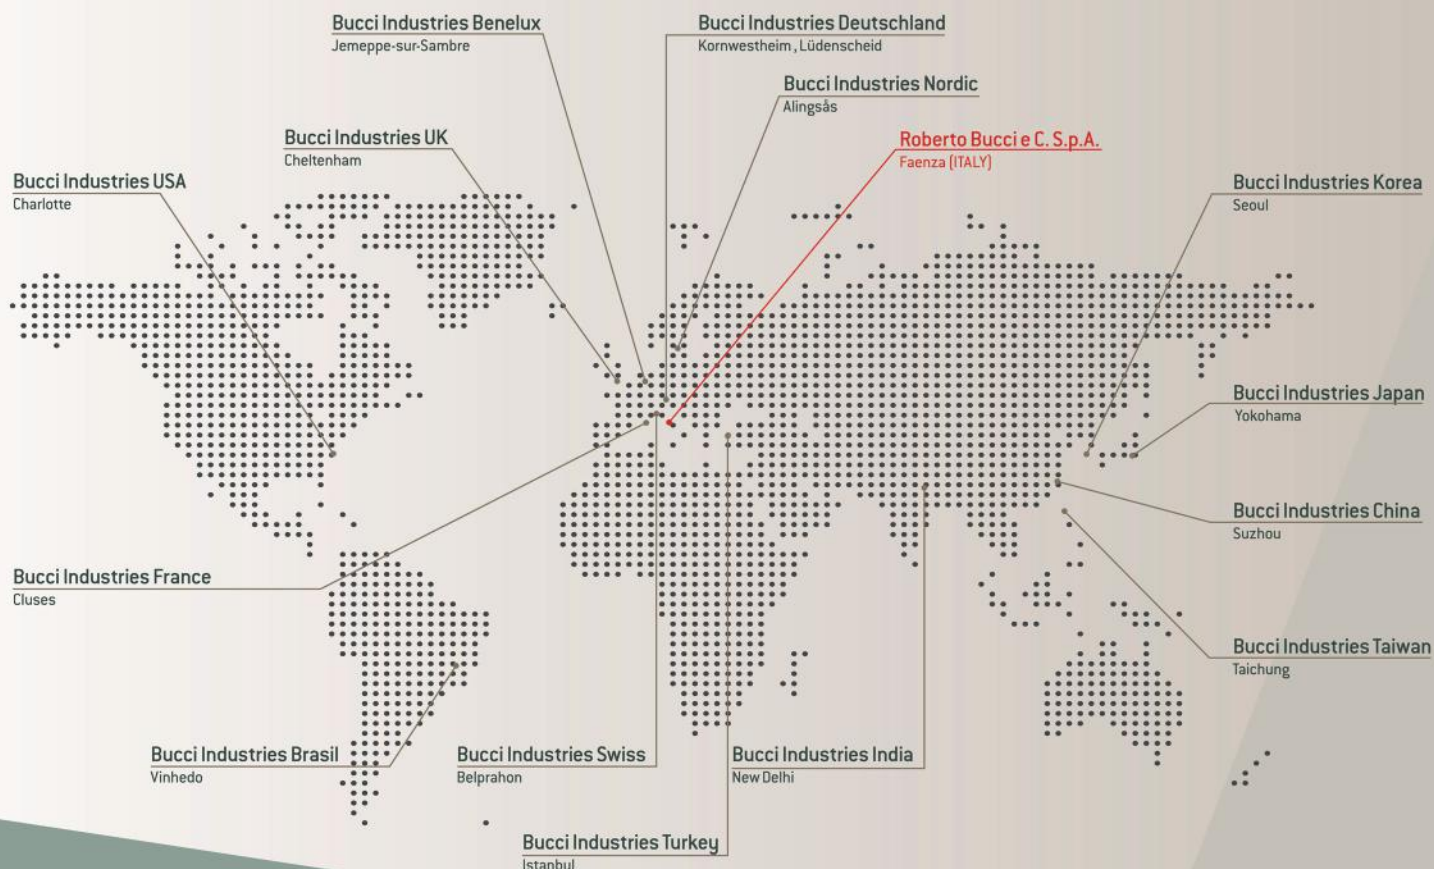 Bucci Industries Benelux
Jemeppe-sur-Sambre
Bucci Industries Deutschland
Kornwestheim, Lüdenscheid
Bucci Industries Nordic
Alingsås
Bucci Industries UK
Cheltenham
Roberto Bucci e C. S.p.A.
Faenza (ITALY)
Bucci Industries USA
Charlotte
Bucci Industries Korea
Seoul
Bucci Industries Japan
Yokohama
Bucci Industries China
Suzhou
Bucci Industries France
Cluses
Bucci Industries Taiwan
Taichung
Bucci Industries Brasil
Vinhedo
Bucci Industries Swiss
Belprahon
Bucci Industries India
New Delhi
Bucci Industries Turkey
Istanbul